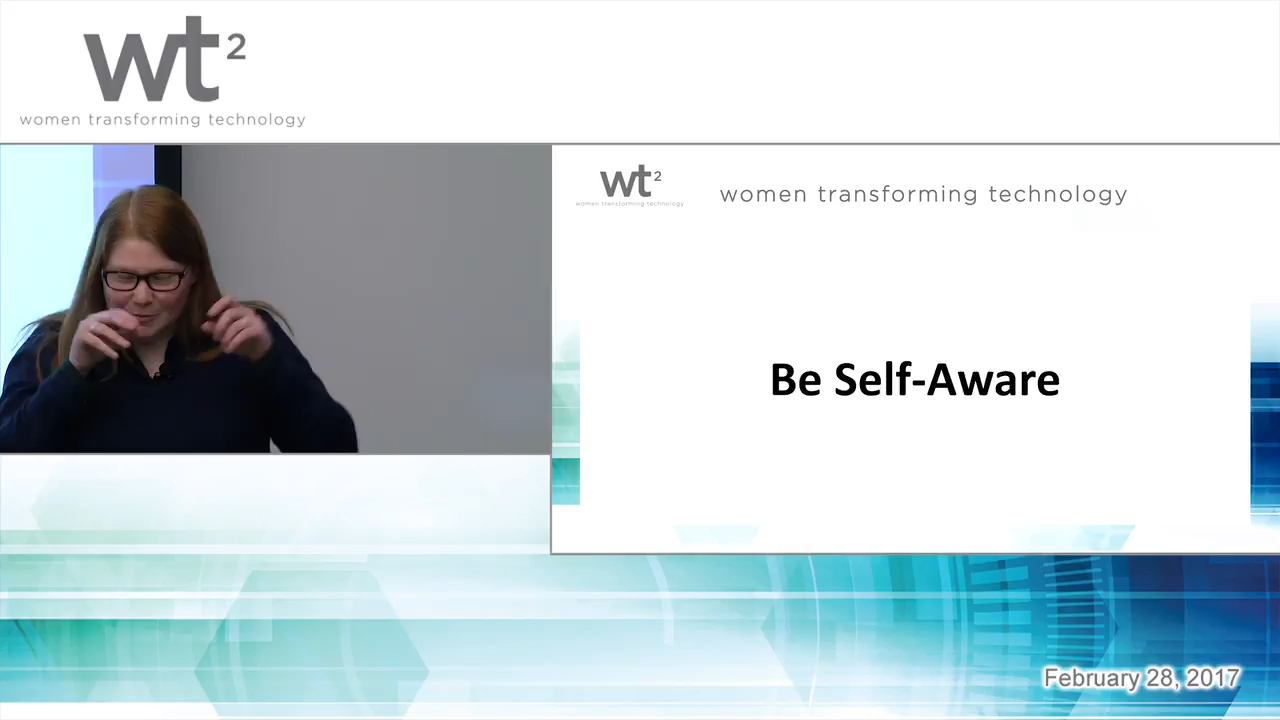 wt²
women transforming technology
wt²
women transforming technology
women transforming technology
Be Self-Aware
February 28, 2017